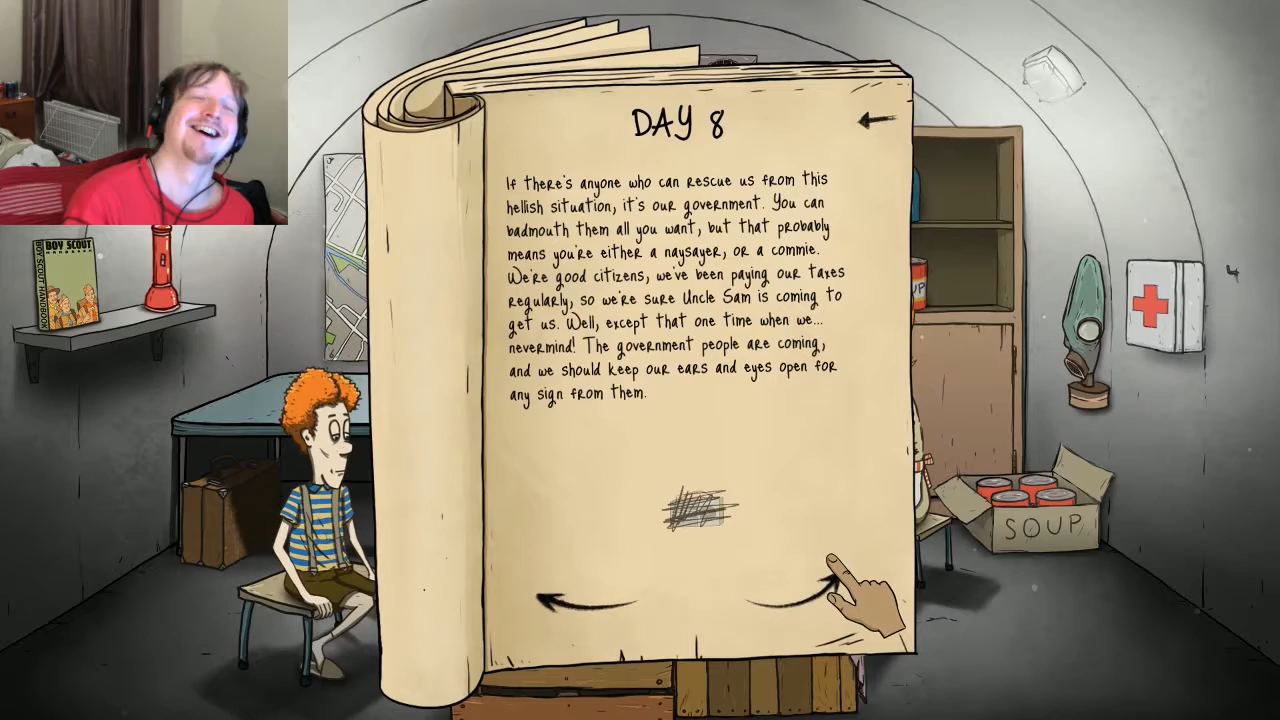 DAY 8
If there's anyone who can rescue us from this
hellish situation, it's our government. You can
badmouth them all you want, but that probably
means you're either a naysayer, or a commie.
We're good citizens, we've been paying our taxes
regularly, so we're sure Uncle Sam is coming to
get us. Well, except that one time when we...
nevermind! The government people are coming,
and we should keep our ears and eyes open for
any sign from them.
BOY SCOUT
BOY SCOUT HANDBOOK
UP
SOUP